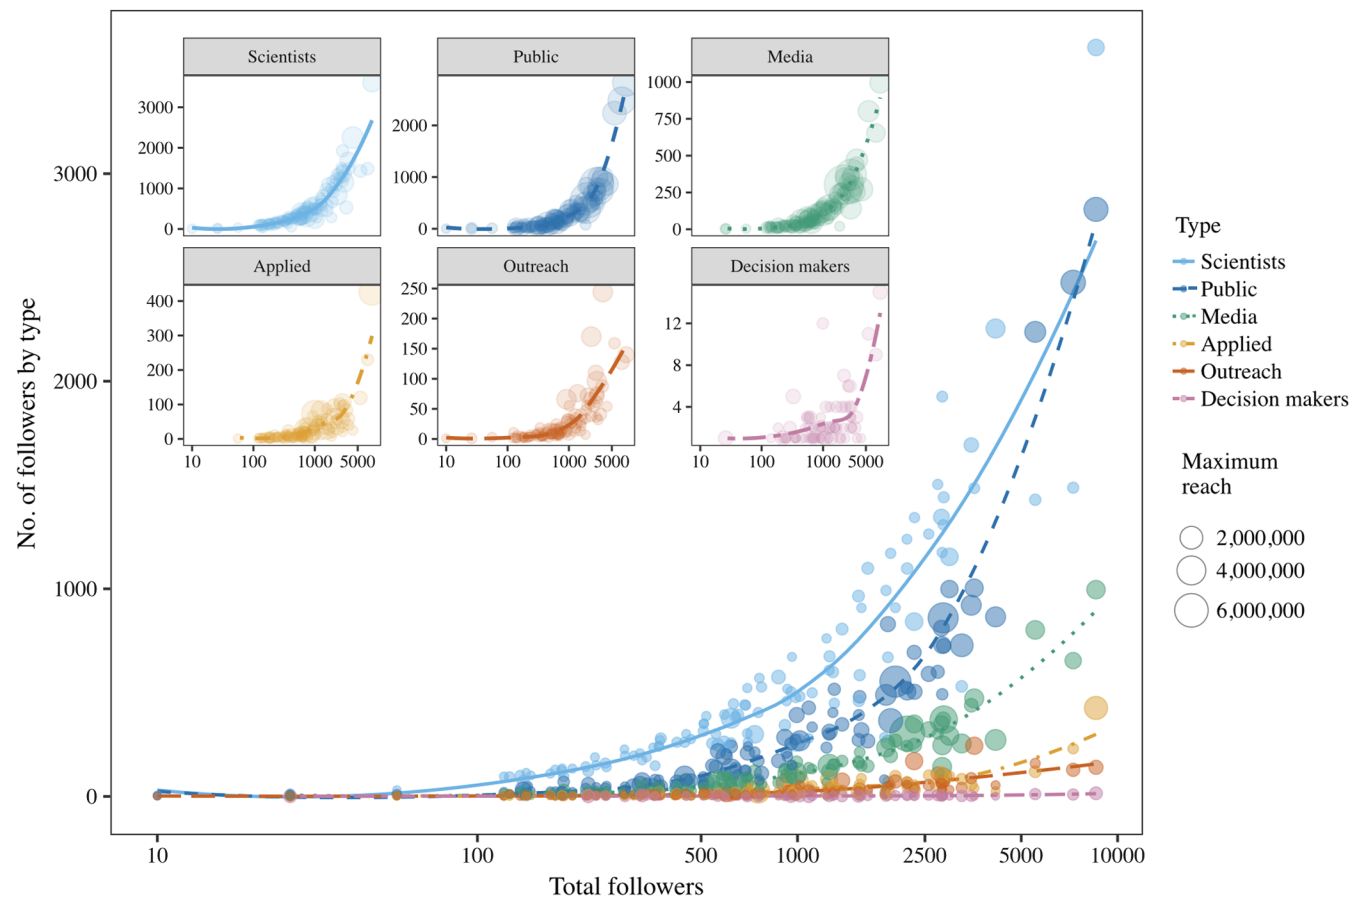 Scientists
Public
Media
3000
2000
1000
0
2000
1000
0
1000
750
500
250
0
Applied
Outreach
Decision makers
400
300
200
100
0
250
200
150
100
50
0
12
8
4
10 100 1000 5000
10 100 1000 5000
10 100 1000 5000
No. of followers by type
3000
2000
1000
0
10 100 500 1000 2500 5000 10000
Total followers
Type
Scientists
Public
Media
Applied
Outreach
Decision makers
Maximum
reach
2,000,000
4,000,000
6,000,000